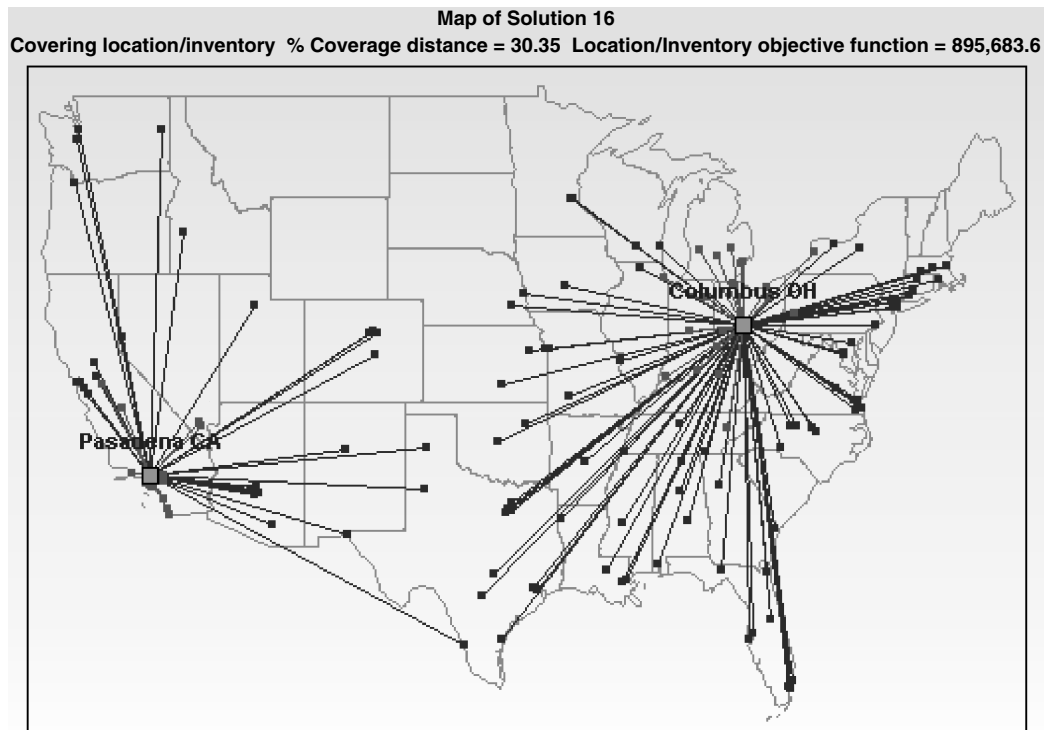 Map of Solution 16
Covering location/inventory % Coverage distance = 30.35 Location/Inventory objective function = 895,683.6
Columbus OH
Pasadena CA